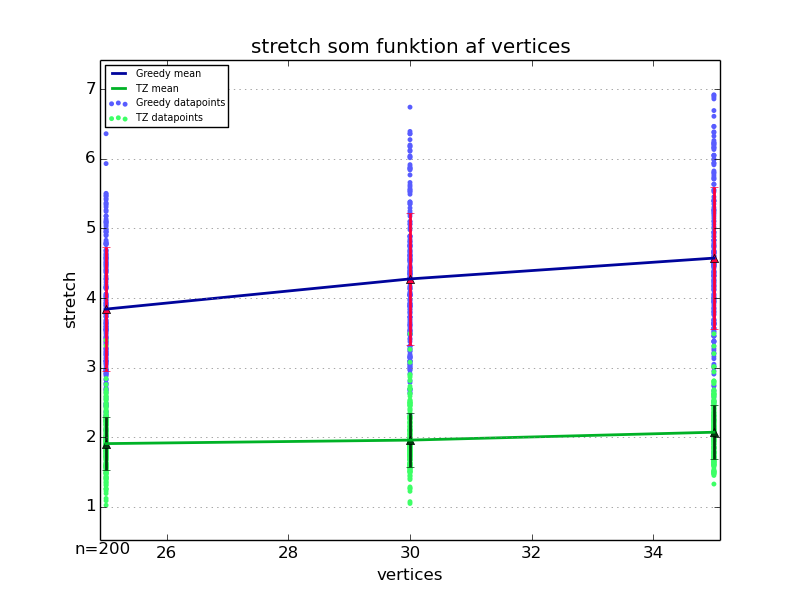 stretch som funktion af vertices
Greedy mean
TZ mean
Greedy datapoints
TZ datapoints
7
6
5
4
3
2
1
stretch
n=200
26
28
30
32
34
vertices